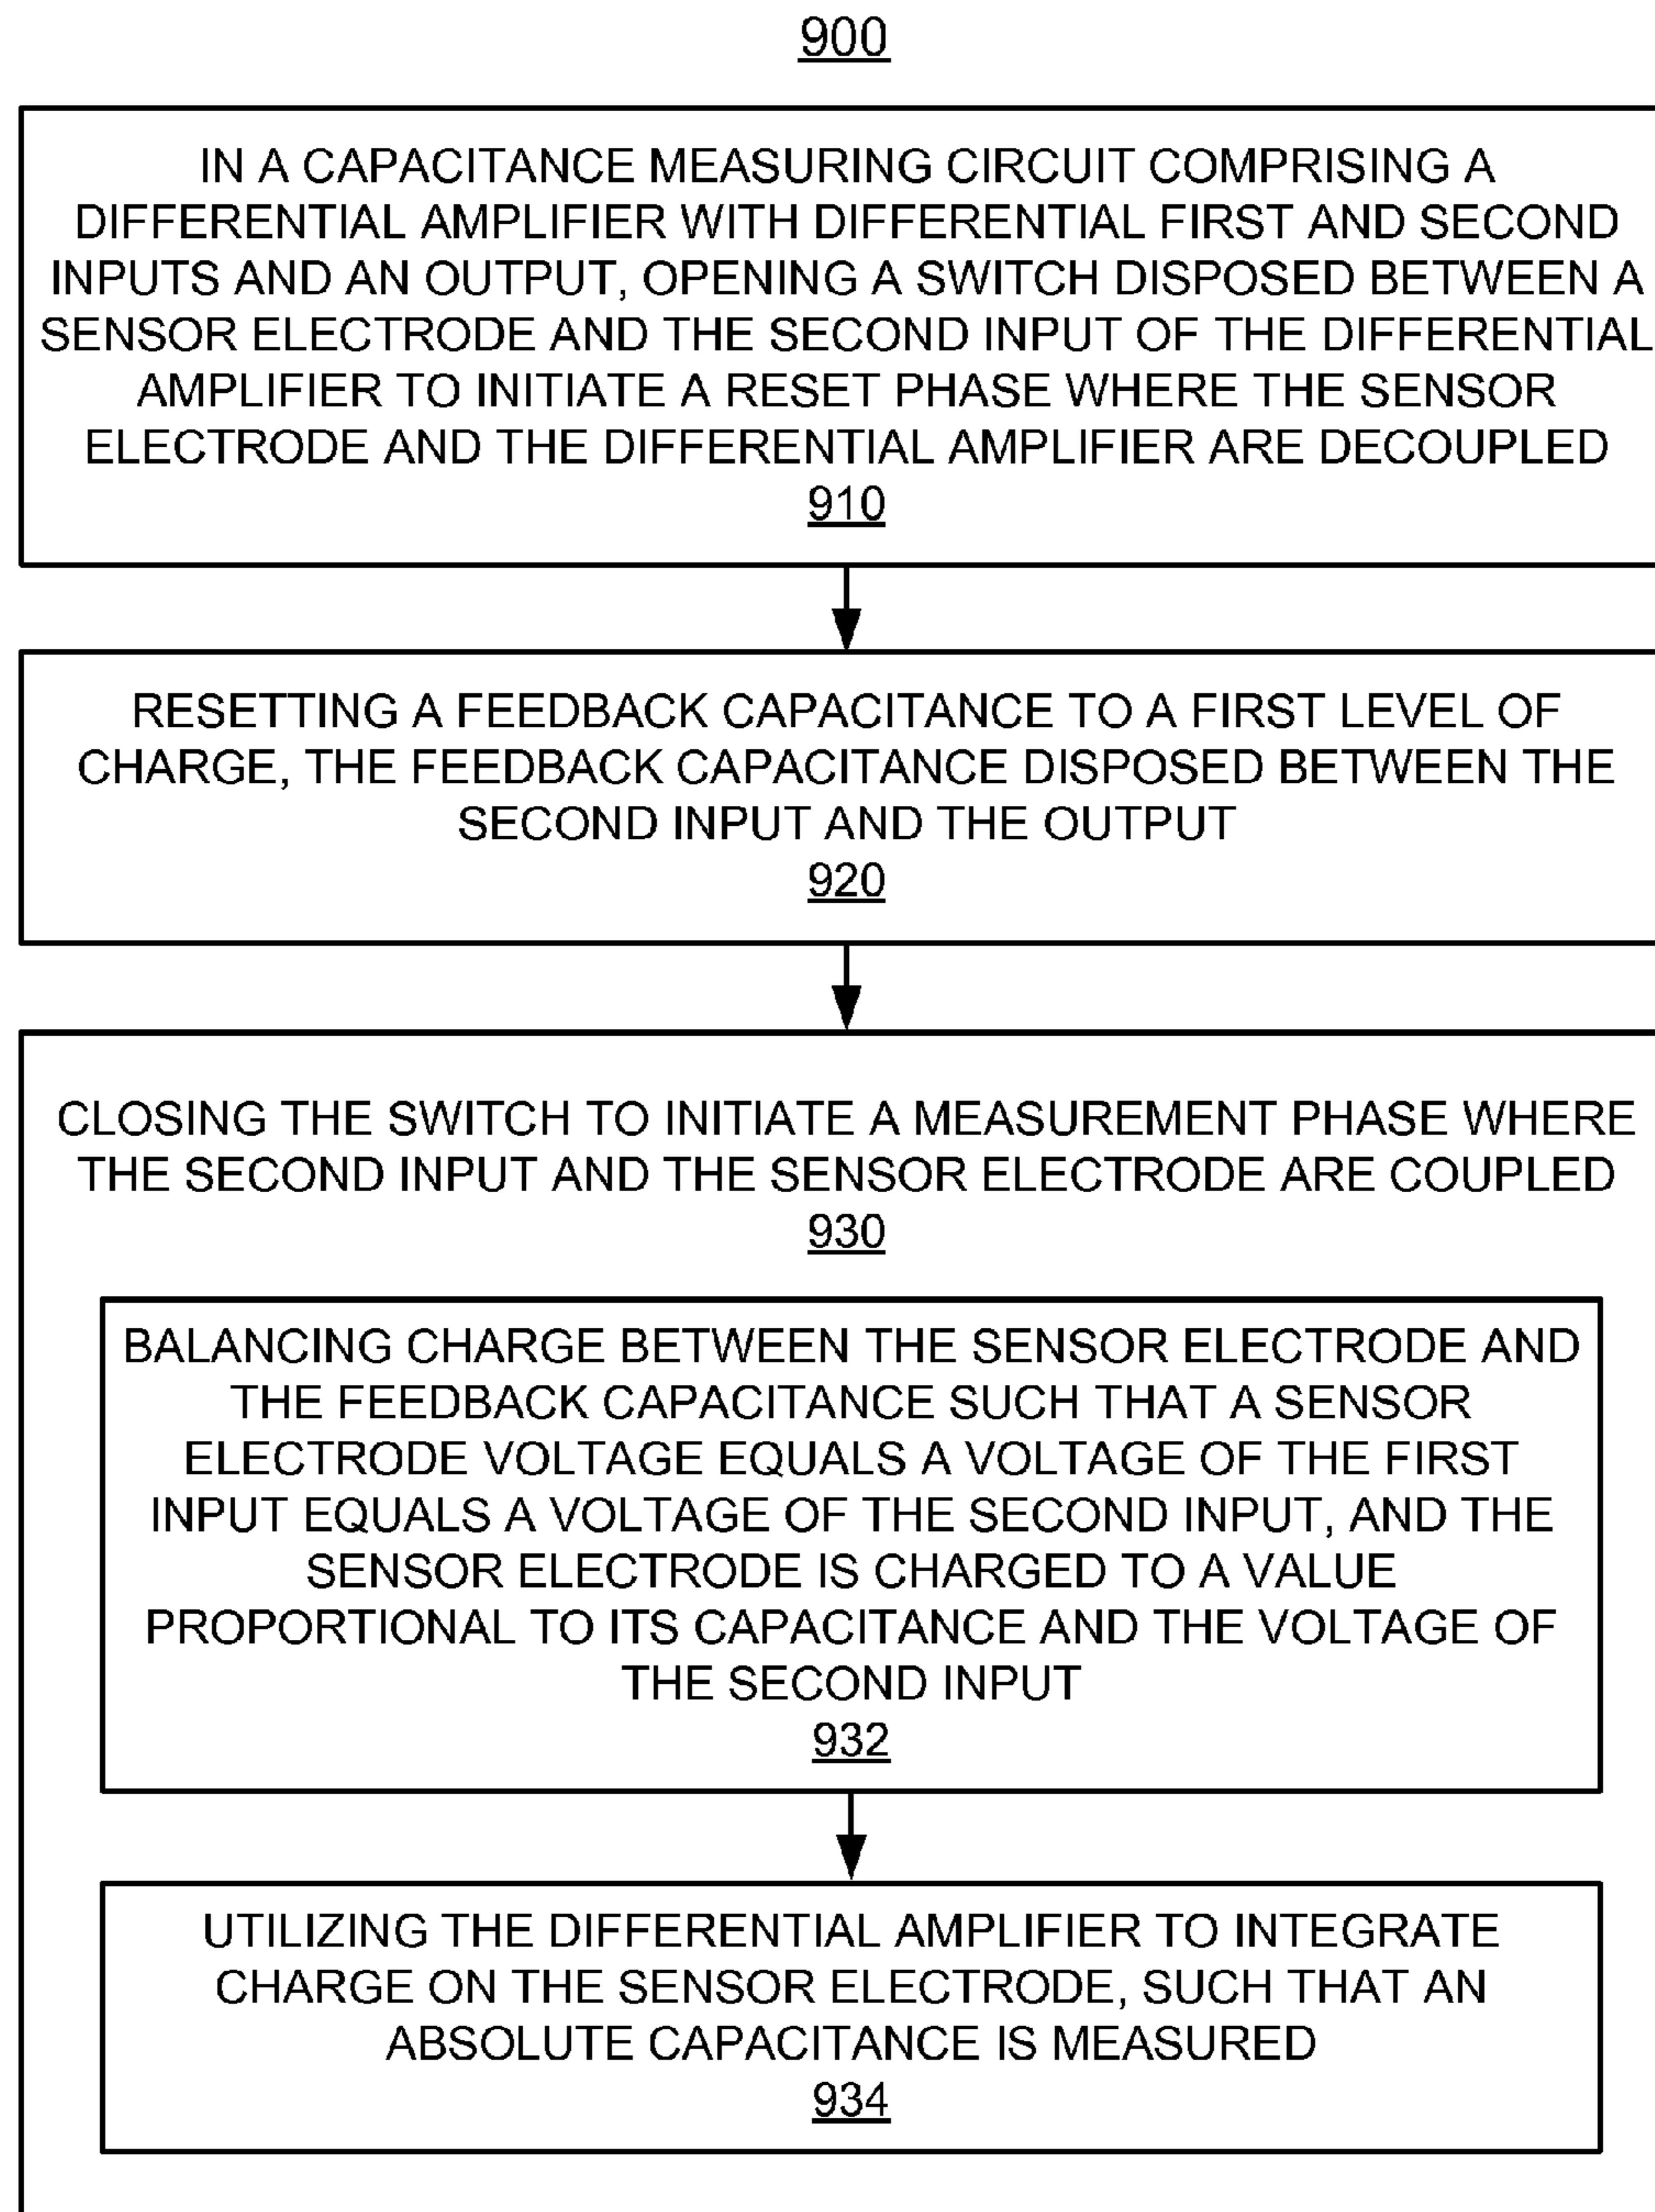 900
IN A CAPACITANCE MEASURING CIRCUIT COMPRISING A
DIFFERENTIAL AMPLIFIER WITH DIFFERENTIAL FIRST AND SECOND
INPUTS AND AN OUTPUT, OPENING A SWITCH DISPOSED BETWEEN A
SENSOR ELECTRODE AND THE SECOND INPUT OF THE DIFFERENTIAL
AMPLIFIER TO INITIATE A RESET PHASE WHERE THE SENSOR
ELECTRODE AND THE DIFFERENTIAL AMPLIFIER ARE DECOUPLED
910
RESETTING A FEEDBACK CAPACITANCE TO A FIRST LEVEL OF
CHARGE, THE FEEDBACK CAPACITANCE DISPOSED BETWEEN THE
SECOND INPUT AND THE OUTPUT
920
CLOSING THE SWITCH TO INITIATE A MEASUREMENT PHASE WHERE
THE SECOND INPUT AND THE SENSOR ELECTRODE ARE COUPLED
930
BALANCING CHARGE BETWEEN THE SENSOR ELECTRODE AND
THE FEEDBACK CAPACITANCE SUCH THAT A SENSOR
ELECTRODE VOLTAGE EQUALS A VOLTAGE OF THE FIRST
INPUT EQUALS A VOLTAGE OF THE SECOND INPUT, AND THE
SENSOR ELECTRODE IS CHARGED TO A VALUE
PROPORTIONAL TO ITS CAPACITANCE AND THE VOLTAGE OF
THE SECOND INPUT
932
UTILIZING THE DIFFERENTIAL AMPLIFIER TO INTEGRATE
CHARGE ON THE SENSOR ELECTRODE, SUCH THAT AN
ABSOLUTE CAPACITANCE IS MEASURED
934